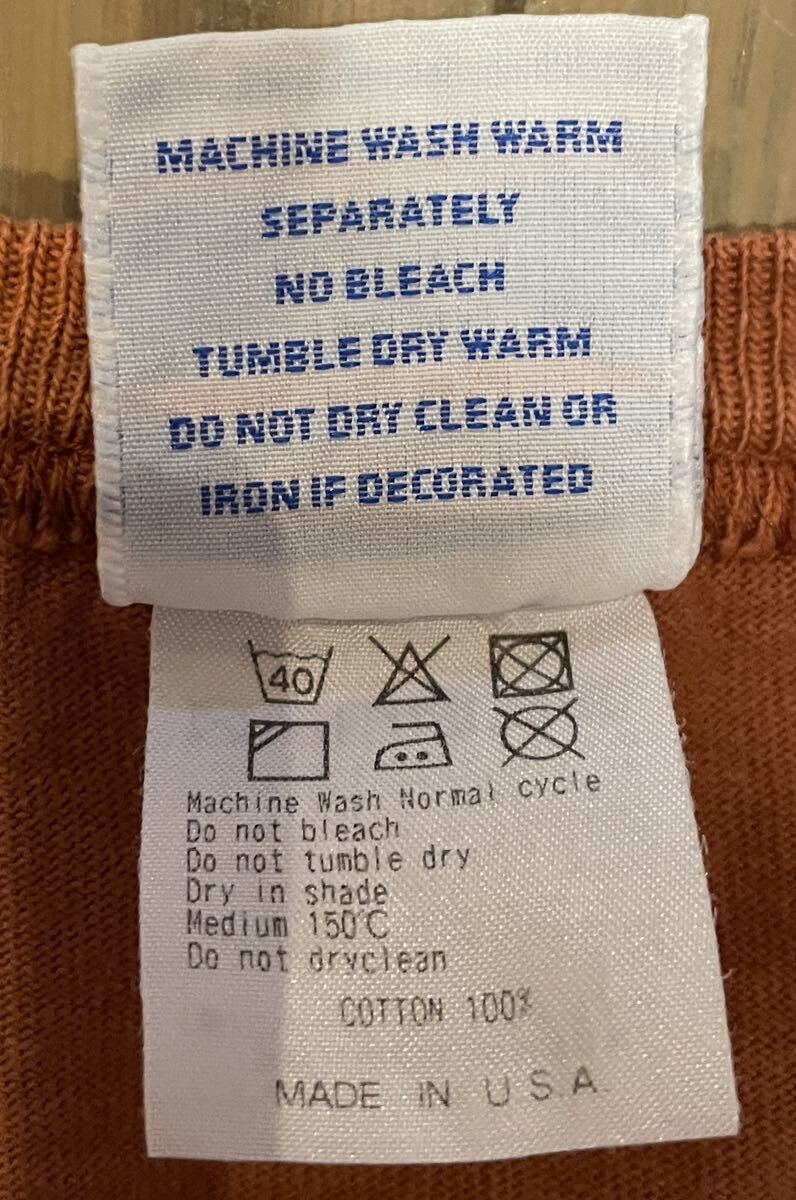 MACHINE WASH WARM
SEPARATELY
NO BLEACH
TUMBLE DRY WARM
DO NOT DRY CLEAN OR
IRON IF DECORATED
40
Machine Wash Normal cycle
Do not bleach
Do not tumble dry
Dry in shade
Medium 150℃
Do not dryclean
COTTON 100%
MADE IN U.S.A.